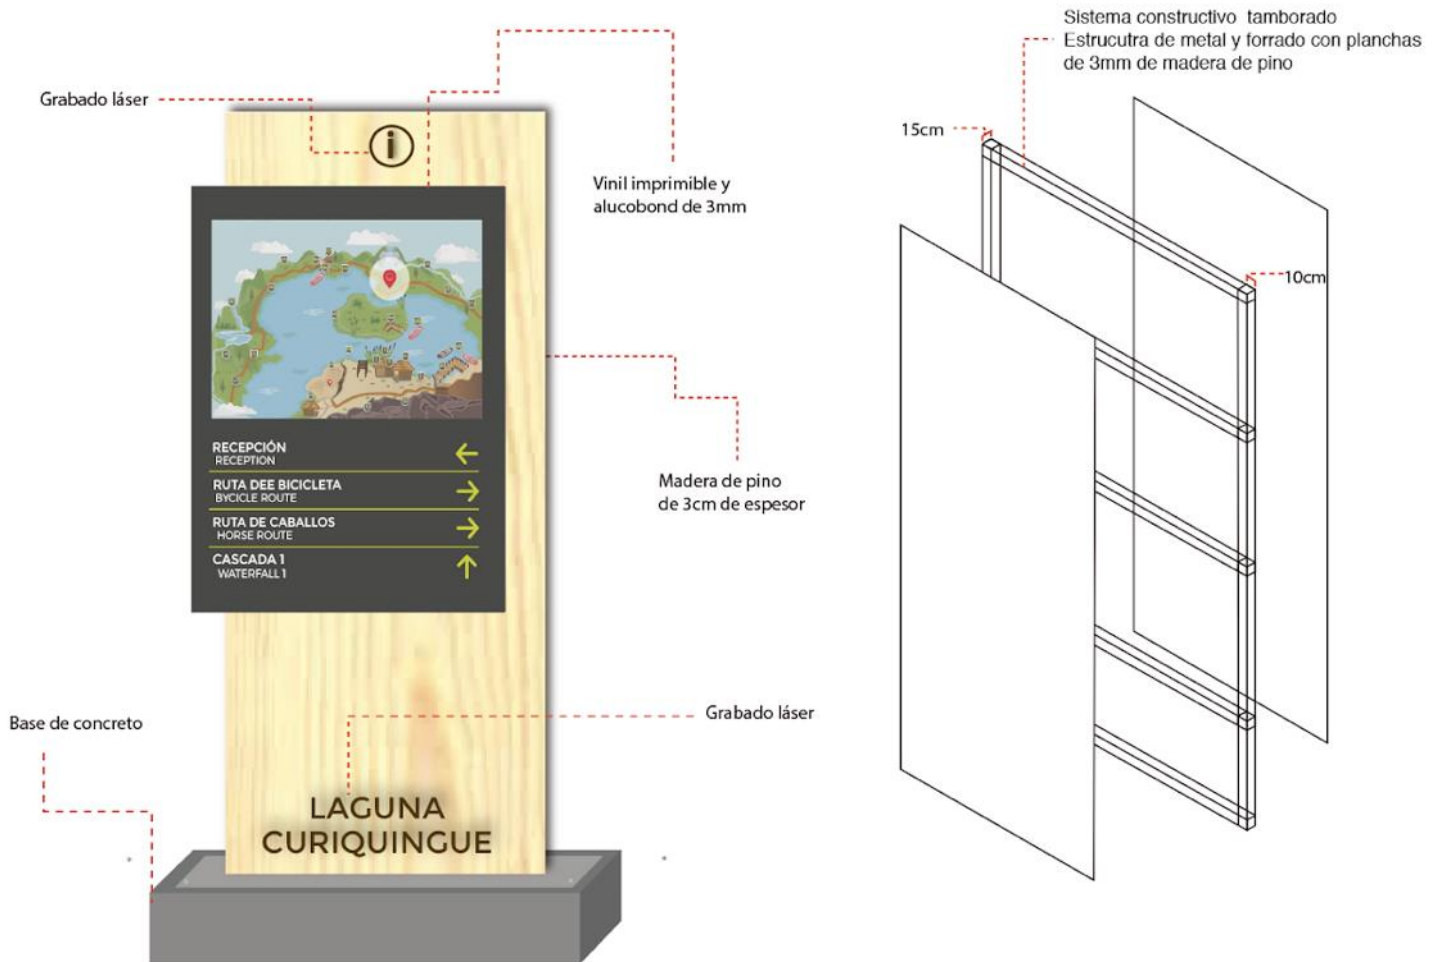 Grabado láser
i
Vinil imprimible y
alucobond de 3mm
RECEPCIÓN
RECEPTION
RUTA DEE BICICLETA
BYCICLE ROUTE
RUTA DE CABALLOS
HORSE ROUTE
CASCADA 1
WATERFALL 1
Madera de pino
de 3cm de espesor
Base de concreto
Grabado láser
LAGUNA
CURIQUINGUE
Sistema constructivo tamborado
Estrucutra de metal y forrado con planchas
de 3mm de madera de pino
15cm
10cm